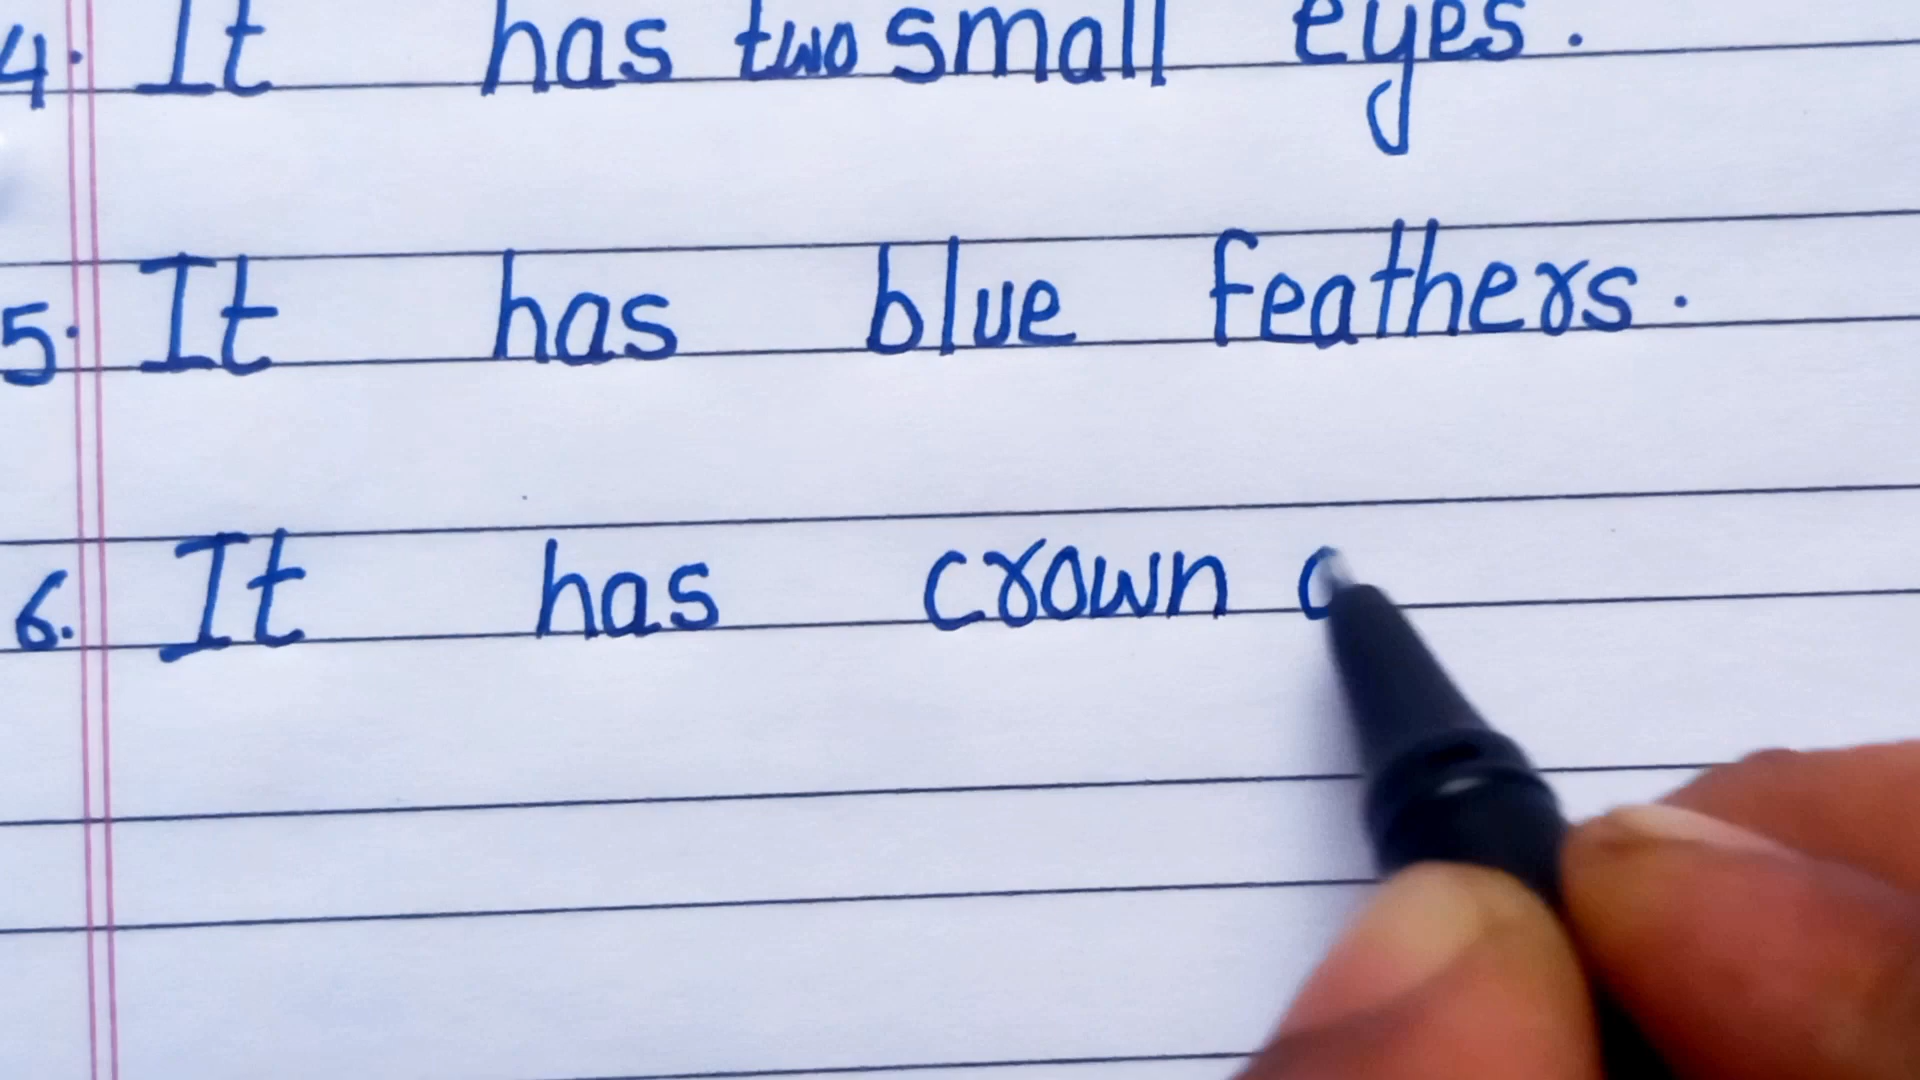 4. It has two small eyes.
5. It has blue feathers.
6. It has crown